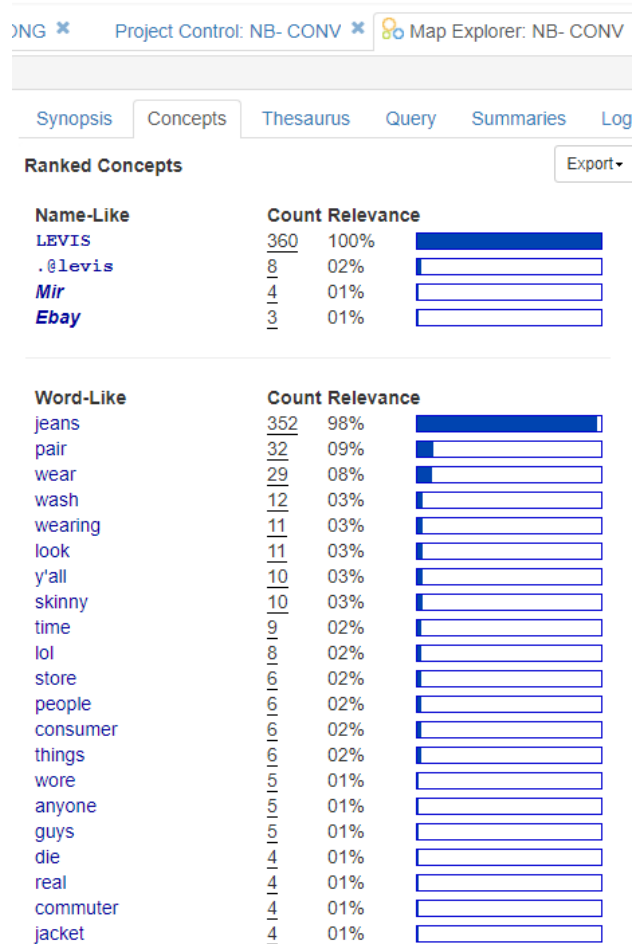 ONG ✖ Project Control: NB- CONV ✖ Map Explorer: NB- CONV
Synopsis Concepts Thesaurus Query Summaries Log
Ranked Concepts Export
Name-Like Count Relevance
LEVIS 360 100%
.@levis 8 02%
Mir 4 01%
Ebay 3 01%
Word-Like Count Relevance
jeans 352 98%
pair 32 09%
wear 29 08%
wash 12 03%
wearing 11 03%
look 11 03%
y'all 10 03%
skinny 10 03%
time 9 02%
lol 8 02%
store 6 02%
people 6 02%
consumer 6 02%
things 6 02%
wore 5 01%
anyone 5 01%
guys 5 01%
die 4 01%
real 4 01%
commuter 4 01%
jacket 4 01%